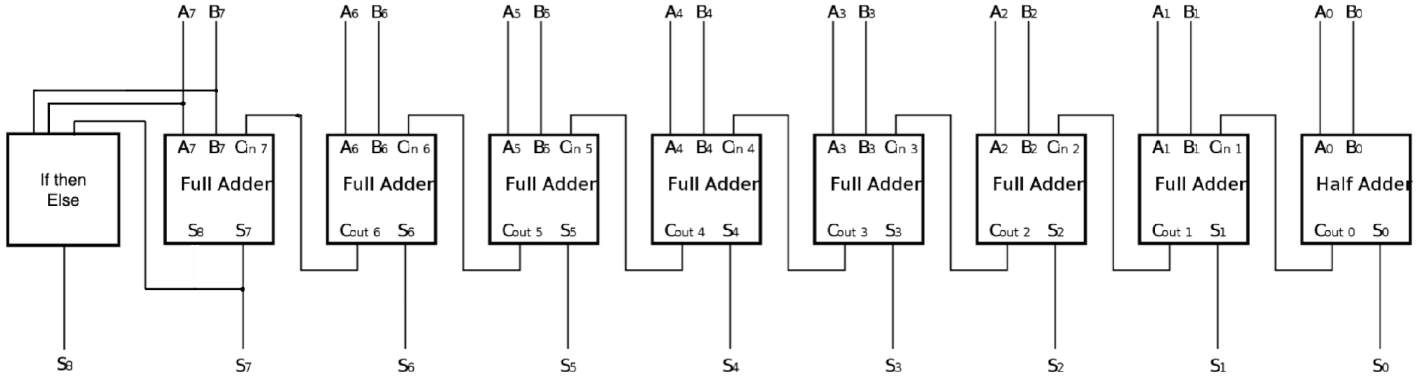 A7 B7 A6 B6 A5 B5 A4 B4 A3 B3 A2 B2 A1 B1 A0 B0
A7 B7 Cin 7 A6 B6 Cin 6 A5 B5 Cin 5 A4 B4 Cin 4 A3 B3 Cin 3 A2 B2 Cin 2 A1 B1 Cin 1 A0 B0
If then
Else
Full Adder Full Adder Full Adder Full Adder Full Adder Full Adder Full Adder Half Adder
S8 S7 Cout 6 S6 Cout 5 S5 Cout 4 S4 Cout 3 S3 Cout 2 S2 Cout 1 S1 Cout 0 S0
S8 S7 S6 S5 S4 S3 S2 S1 S0